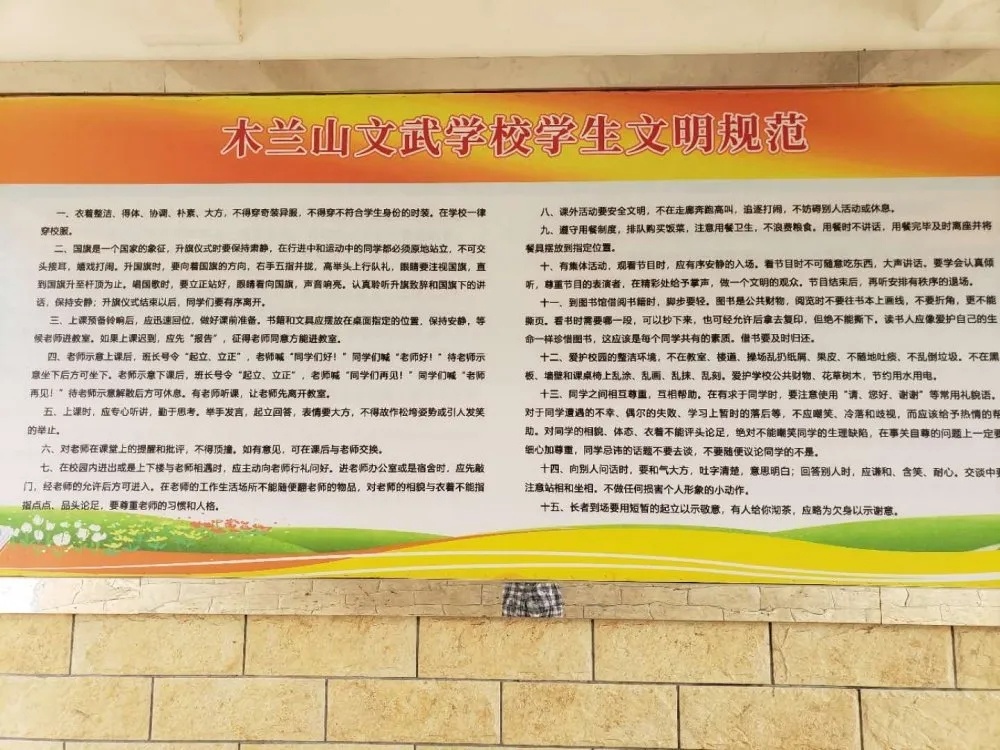 木兰山文武学校学生文明规范
一、衣着整洁、得体、协调、朴素、大方，不得穿奇装异服，不得穿不符合学生身份的时装。在学校一律
穿校服。
二、国旗是一个国家的象征，升旗仪式时要保持肃静，在行进中和运动中的同学都必须原地站立，不可交
头接耳，嬉戏打闹。升国旗时，要向着国旗的方向，右手五指并拢，高举头上行队礼，眼睛要注视国旗，直
到国旗升至杆顶为止。唱国歌时，要立正站好，眼睛看向国旗，声音响亮。认真聆听升旗致辞和国旗下的讲
话，保持安静；升旗仪式结束以后，同学们要有序离开。
三、上课预备铃响后，应迅速回位，做好课前准备。书籍和文具应摆放在桌面指定的位置、保持安静，等
候老师进教室。如果上课迟到，应先“报告”，征得老师同意方能进教室。
四、老师示意上课后，班长号令“起立、立正”，老师喊“同学们好！”同学们喊“老师好！”待老师示
意坐下后方可坐下。老师示意下课后，班长号令“起立、立正”，老师喊“同学们再见！”同学们喊“老师
再见！”待老师示意解散后方可休息。有老师听课，让老师先离开教室。
五、上课时，应专心听讲，勤于思考。举手发言，起立回答，表情要大方，不得故作松垮姿势或引人发笑
的举止。
六、对老师在课堂上的提醒和批评，不得顶撞。如有意见，可在课后与老师交换。
七、在校园内进出或是上下楼与老师相遇时，应主动向老师行礼问好。进老师办公室或是宿舍时，应先敲
门，经老师的允许后方可进入。在老师的工作生活场所不能随便翻老师的物品，对老师的相貌与衣着不能指
指点点、品头论足，要尊重老师的习惯和人格。
八、课外活动要安全文明，不在走廊奔跑高叫，追逐打闹，不妨碍别人活动或休息。
九、遵守用餐制度，排队购买饭菜，注意用餐卫生，不浪费粮食。用餐时不讲话，用餐完毕及时离座并将
餐具摆放到指定位置。
十、有集体活动，观看节目时，应有序安静的入场。看节目时不可随意吃东西，大声讲话。要学会认真倾
听，尊重节目的表演者，在精彩处给予掌声，做一个文明的观众。节目结束后，再听安排有秩序的退场。
十一、到图书馆借阅书籍时，脚步要轻。图书是公共财物，阅览时不要往书本上画线，不要折角，更不能
撕页。看书时需要哪一段，可以抄下来，也可经允许后拿去复印，但绝不能撕下。读书人应像爱护自己的生
命一样珍惜图书，这应该是每个同学共有的素质。借书要及时归还。
十二、爱护校园的整洁环境，不在教室、楼道、操场乱扔纸屑、果皮、不随地吐痰、不乱倒垃圾。不在黑
板、墙壁和课桌椅上乱涂、乱画、乱抹、乱刻。爱护学校公共财物、花草树木，节约用水用电。
十三、同学之间相互尊重，互相帮助。在有求于同学时，要注意使用“请、您好、谢谢”等常用礼貌语。
对于同学遭遇的不幸、偶尔的失败、学习上暂时的落后等，不应嘲笑、冷落和歧视，而应该给予热情的帮
助。对同学的相貌、体态、衣着不能评头论足，绝对不能嘲笑同学的生理缺陷，在事关自尊的问题上一定要
细心加尊重，同学忌讳的话题不要去谈，不要随便议论同学的不是。
十四、向别人问话时，要和气大方，吐字清楚，意思明白；回答别人时，应谦和、含笑、耐心。交谈中要
注意站相和坐相。不做任何损害个人形象的小动作。
十五、长者到场要用短暂的起立以示敬意，有人给你沏茶，应略为欠身以示谢意。